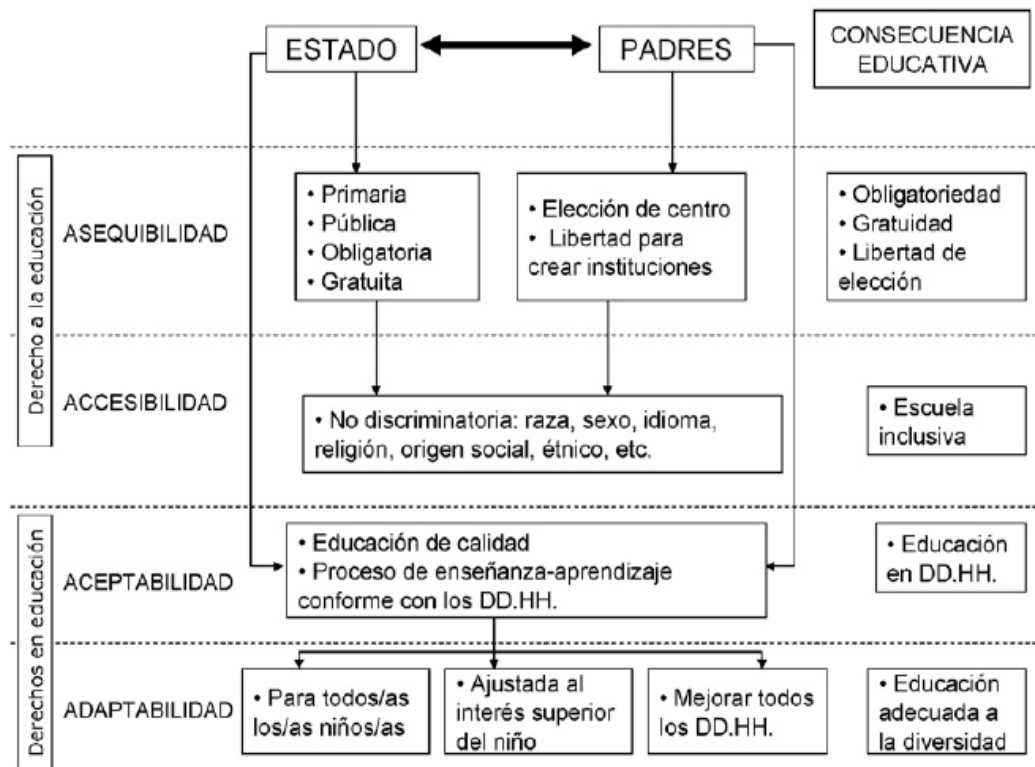 ESTADO
PADRES
CONSECUENCIA
EDUCATIVA
Derecho a la educación
ASEQUIBILIDAD
• Primaria
• Pública
• Obligatoria
• Gratuita
• Elección de centro
• Libertad para
crear instituciones
• Obligatoriedad
• Gratuidad
• Libertad de
elección
ACCESIBILIDAD
• No discriminatoria: raza, sexo, idioma,
religión, origen social, étnico, etc.
• Escuela
inclusiva
Derechos en educación
ACEPTABILIDAD
• Educación de calidad
• Proceso de enseñanza-aprendizaje
conforme con los DD.HH.
• Educación
en DD.HH.
ADAPTABILIDAD
• Para todos/as
los/as niños/as
• Ajustada al
interés superior
del niño
• Mejorar todos
los DD.HH.
• Educación
adecuada a
la diversidad